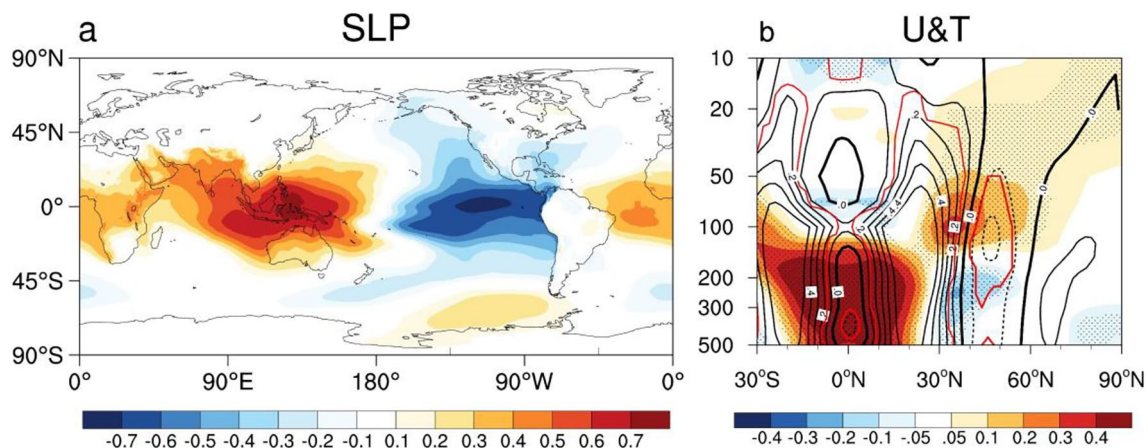 a SLP
90°N
45°N
0°
45°S
90°S
0° 90°E 180° 90°W 0°
-0.7 -0.6 -0.5 -0.4 -0.3 -0.2 -0.1 0.1 0.2 0.3 0.4 0.5 0.6 0.7
b U&T
10
20
50
100
200
300
500
30°S 0°N 30°N 60°N 90°N
-0.4 -0.3 -0.2 -0.1 -.05 0.05 0.1 0.2 0.3 0.4